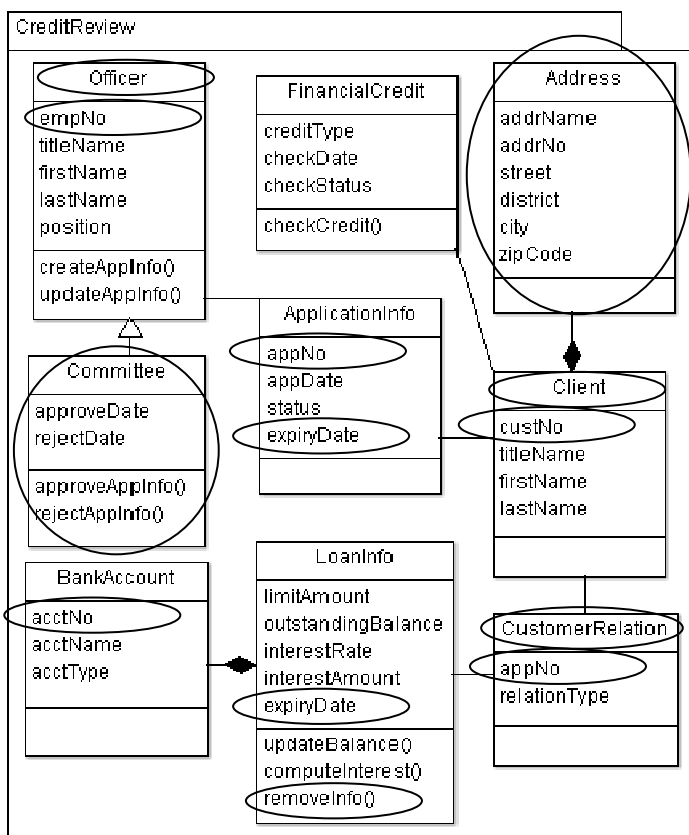 CreditReview
Officer
empNo
titleName
firstName
lastName
position
createAppInfo()
updateAppInfo()
FinancialCredit
creditType
checkDate
checkStatus
checkCredit()
Address
addrName
addrNo
street
district
city
zipCode
Committee
approveDate
rejectDate
approveAppInfo()
rejectAppInfo()
ApplicationInfo
appNo
appDate
status
expiryDate
Client
custNo
titleName
firstName
lastName
BankAccount
acctNo
acctName
acctType
LoanInfo
limitAmount
outstandingBalance
interestRate
interestAmount
expiryDate
updateBalance()
computeInterest()
removeInfo()
CustomerRelation
appNo
relationType